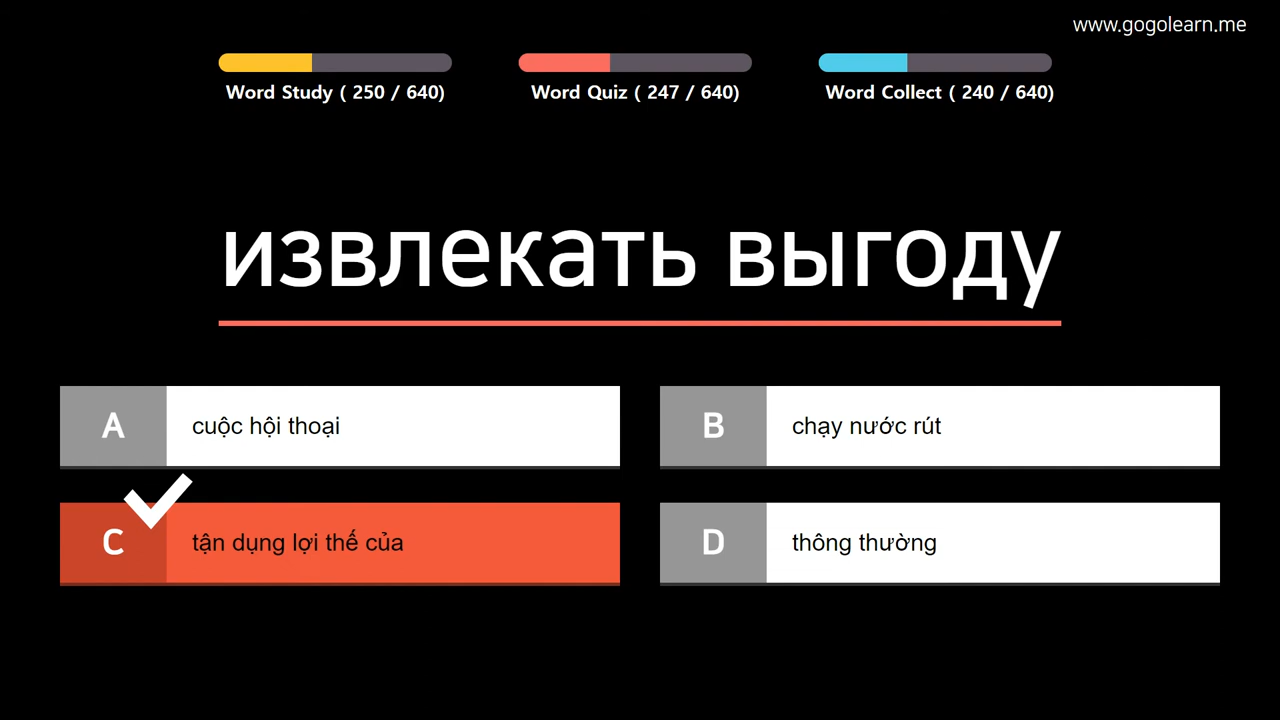 www.gogolearn.me
Word Study ( 250 / 640)
Word Quiz ( 247 / 640)
Word Collect ( 240 / 640)
извлекать выгоду
A cuộc hội thoại
B chạy nước rút
C tận dụng lợi thế của
D thông thường